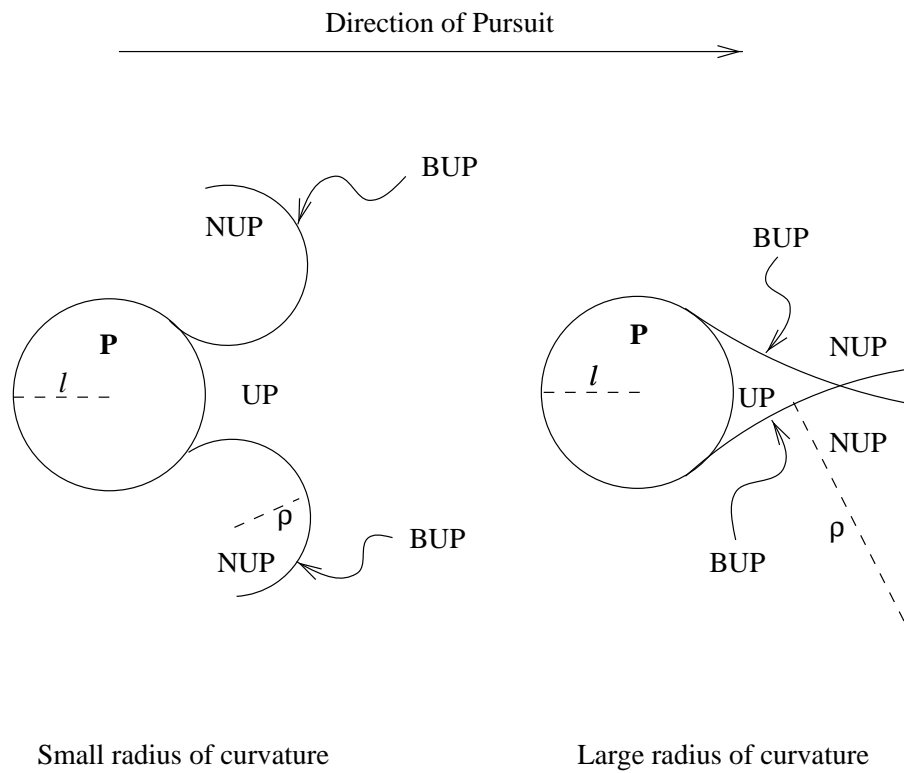 Direction of Pursuit
BUP
NUP
BUP
P
P
NUP
l
l
UP
UP
NUP
ρ
ρ
BUP
NUP
BUP
Small radius of curvature
Large radius of curvature